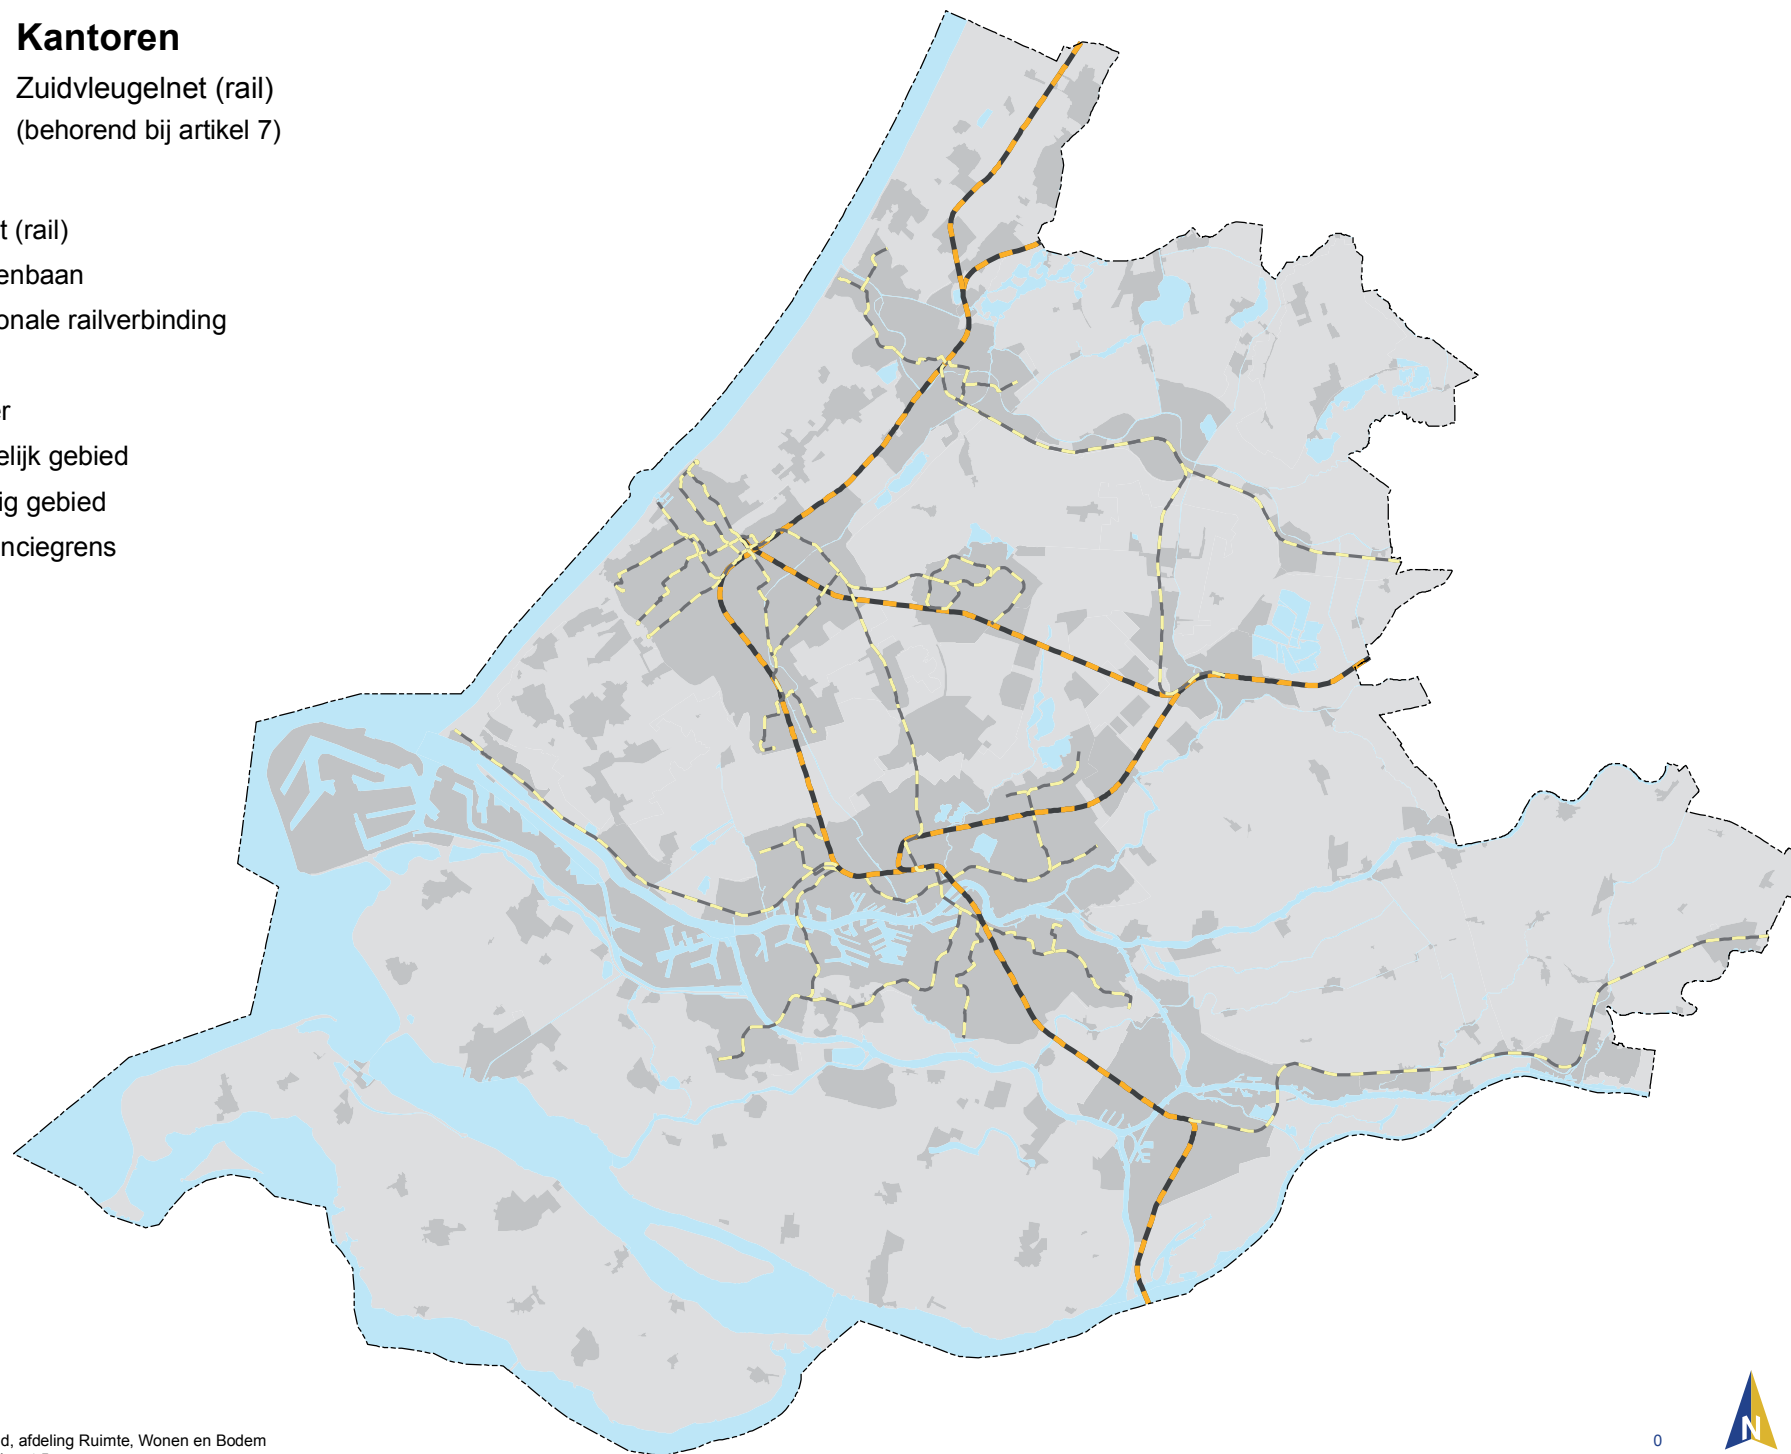 Kantoren
Zuidvleugelnet (rail)
(behorend bij artikel 7)
t (rail)
enbaan
onale railverbinding
er
elijk gebied
ig gebied
nciegrens
d, afdeling Ruimte, Wonen en Bodem
0
N